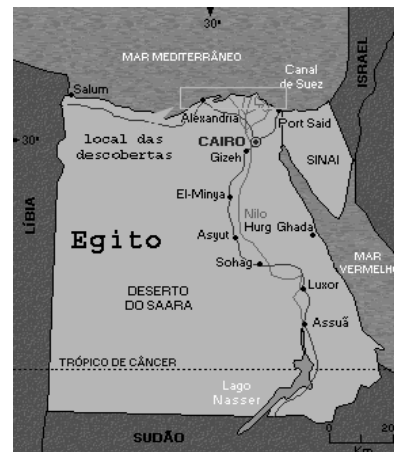 30°
MAR MEDITERRÂNEO
ISRAEL
Canal
de Suez
Salum
Alexandria
Port Said
local das
descobertas
CAIRO
30°
Gizeh
SINAI
LÍBIA
El-Minya
Nilo
Hurg Ghada
Egito
Asyut
MAR
VERMELHO
Sohag
Luxor
DESERTO
DO SAARA
Assuã
TRÓPICO DE CÂNCER
Lago
Nasser
SUDÃO
0 20
Km